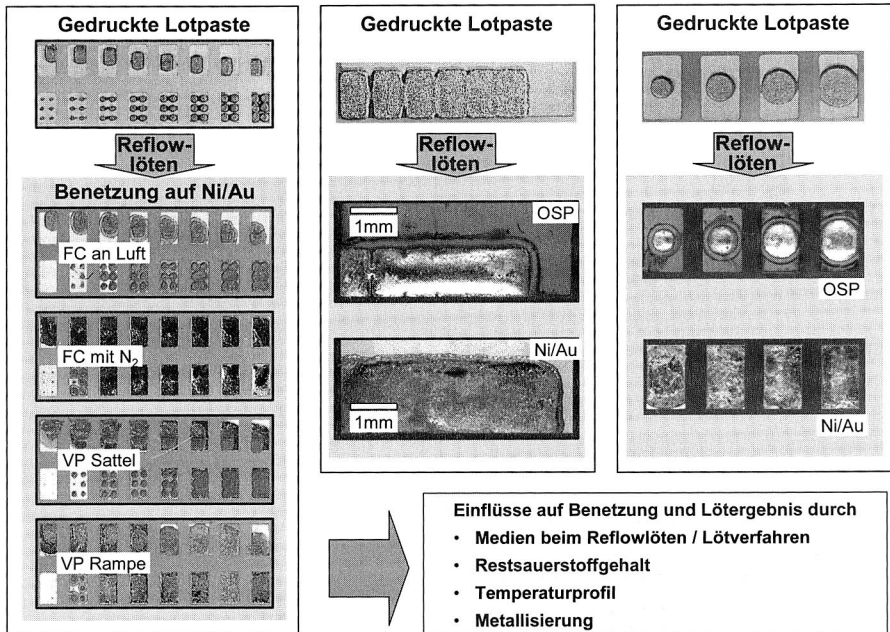 Gedruckte Lotpaste
Reflow-
löten
Benetzung auf Ni/Au
FC an Luft
FC mit N2
VP Sattel
VP Rampe
Gedruckte Lotpaste
Reflow-
löten
OSP
1mm
Ni/Au
1mm
Gedruckte Lotpaste
Reflow-
löten
OSP
Ni/Au
Einflüsse auf Benetzung und Lötergebnis durch
• Medien beim Reflowlöten / Lötverfahren
• Restsauerstoffgehalt
• Temperaturprofil
• Metallisierung